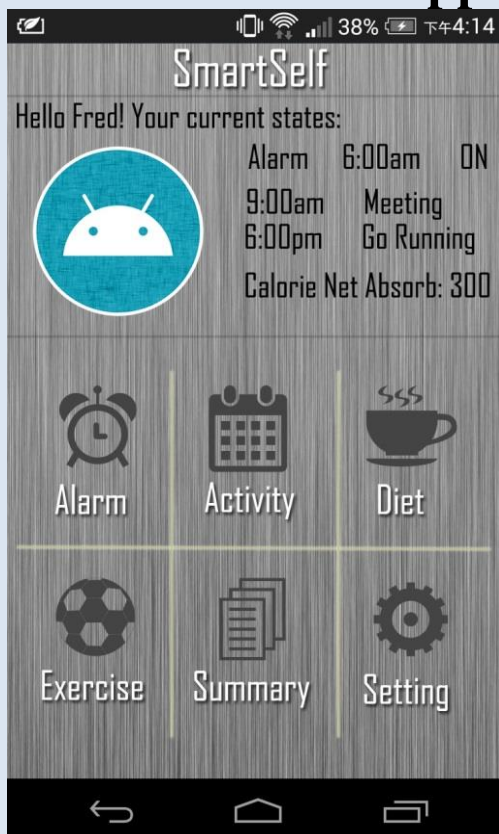 38% 下午4:14
SmartSelf
Hello Fred! Your current states:
Alarm 6:00am ON
9:00am Meeting
6:00pm Go Running
Calorie Net Absorb: 300
Alarm Activity Diet
Exercise Summary Setting